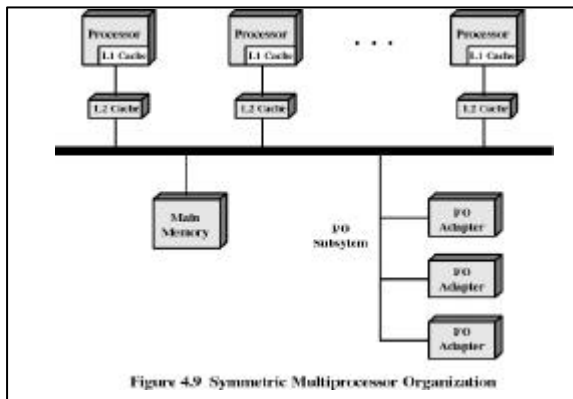 Processor
L1 Cache
Processor
L1 Cache
. . .
Processor
L1 Cache
L2 Cache
L2 Cache
L2 Cache
Main
Memory
I/O
Subsytem
I/O
Adapter
I/O
Adapter
I/O
Adapter
Figure 4.9 Symmetric Multiprocessor Organization